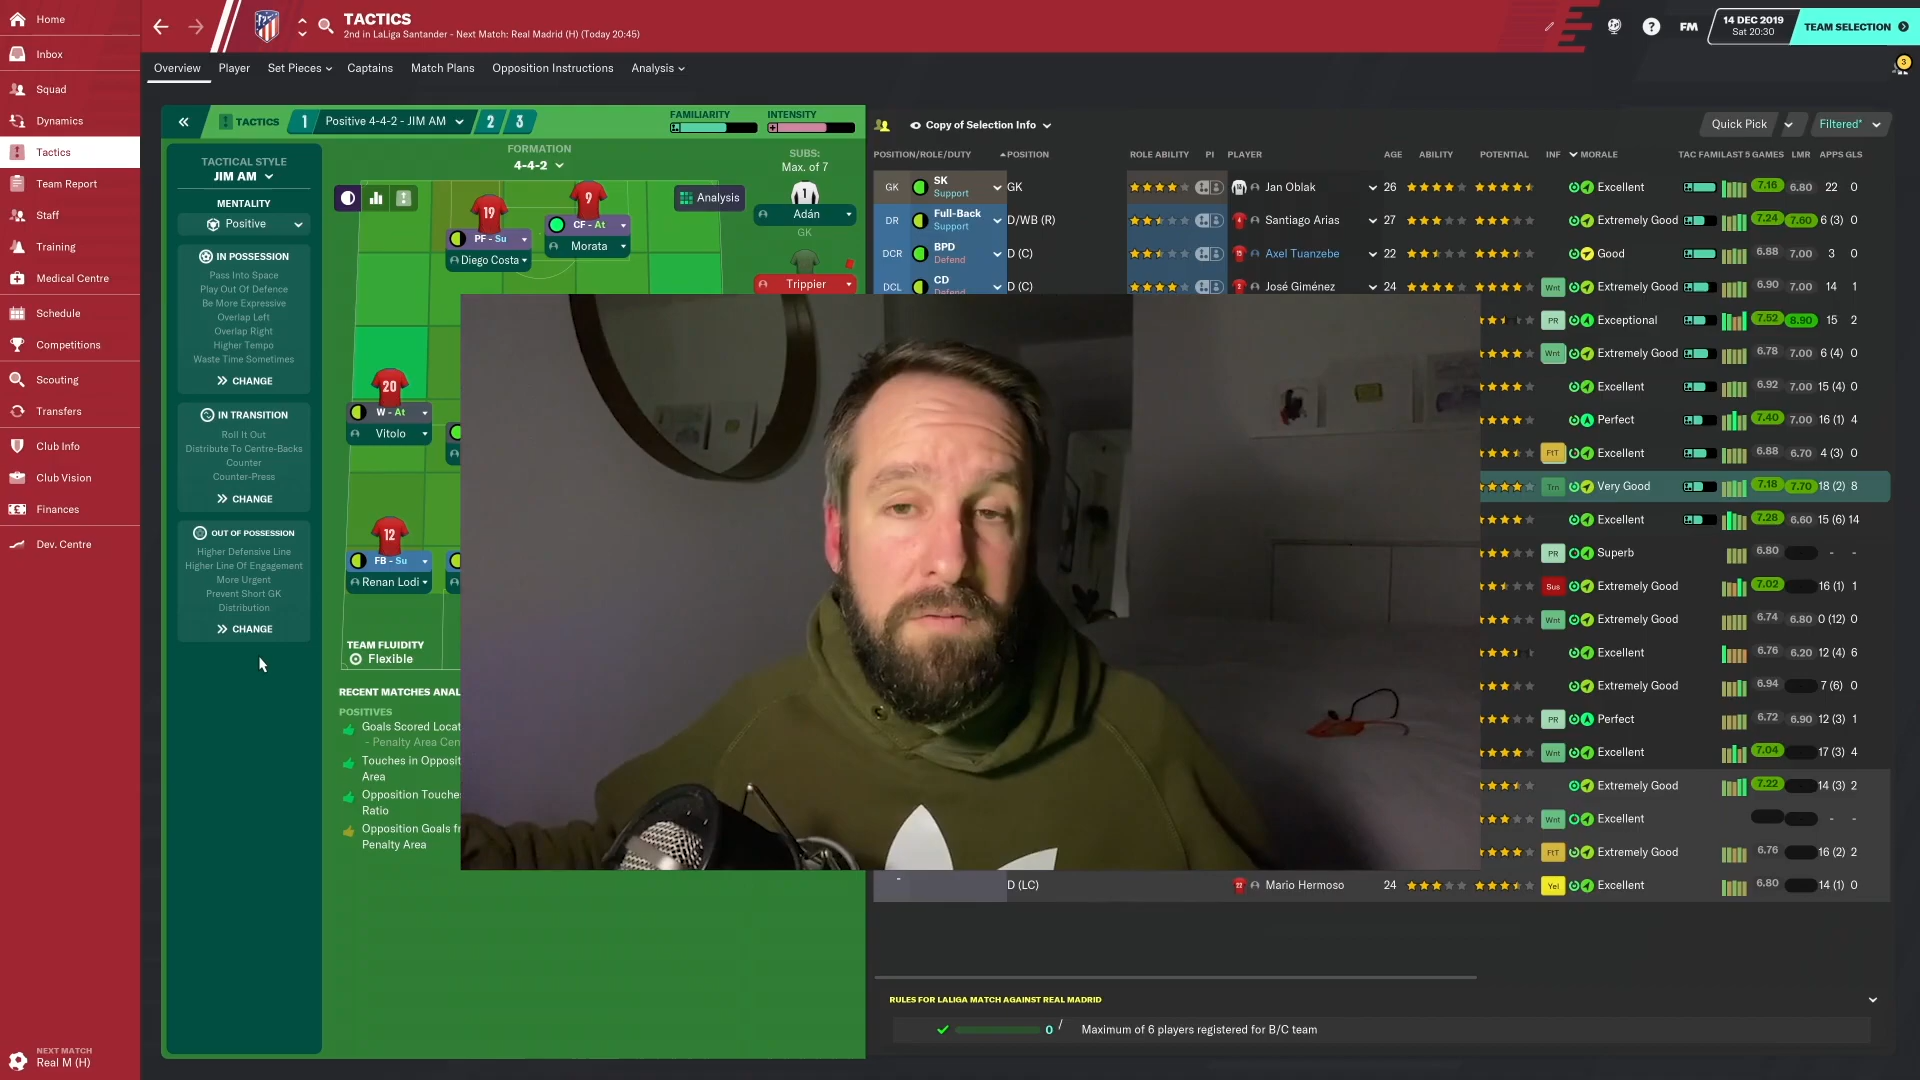 Home
Inbox
Squad
Dynamics
Tactics
Team Report
Staff
Training
Medical Centre
Schedule
Competitions
Scouting
Transfers
Club Info
Club Vision
Finances
Dev. Centre
NEXT MATCH
Real M (H)
TACTICS
2nd in LaLiga Santander - Next Match: Real Madrid (H) (Today 20:45)
FM
14 DEC 2019
Sat 20:30
TEAM SELECTION
3
Overview Player Set Pieces Captains Match Plans Opposition Instructions Analysis
TACTICS 1 Positive 4-4-2 - JIM AM 2 3
FAMILIARITY
INTENSITY
TACTICAL STYLE
JIM AM
MENTALITY
Positive
IN POSSESSION
Pass Into Space
Play Out Of Defence
Be More Expressive
Overlap Left
Overlap Right
Higher Tempo
Waste Time Sometimes
CHANGE
IN TRANSITION
Roll It Out
Distribute To Centre-Backs
Counter
Counter-Press
CHANGE
OUT OF POSSESSION
Higher Defensive Line
Higher Line Of Engagement
More Urgent
Prevent Short GK
Distribution
CHANGE
FORMATION
4-4-2
SUBS:
Max. of 7
Analysis
19
PF - Su
Diego Costa
9
CF - At
Morata
1
Adán
GK
Trippier
20
W - At
Vitolo
12
FB - Su
Renan Lodi
TEAM FLUIDITY
Flexible
RECENT MATCHES ANAL
POSITIVES
Goals Scored Locat
- Penalty Area Cen
Touches in Opposit
Area
Opposition Touches
Ratio
Opposition Goals fr
Penalty Area
Copy of Selection Info
Quick Pick
Filtered*
POSITION/ROLE/DUTY POSITION ROLE ABILITY PI PLAYER AGE ABILITY POTENTIAL INF MORALE TAC FAMI LAST 5 GAMES LMR APPS GLS
GK SK Support GK Jan Oblak 26 Excellent 7.16 6.80 22 0
DR Full-Back Support D/WB (R) Santiago Arias 27 Extremely Good 7.24 7.60 6 (3) 0
DCR BPD Defend D (C) Axel Tuanzebe 22 Good 6.88 7.00 3 0
DCL CD Defend D (C) José Giménez 24 Wnt Extremely Good 6.90 7.00 14 1
PR Exceptional 7.52 8.90 15 2
Wnt Extremely Good 6.78 7.00 6 (4) 0
Excellent 6.92 7.00 15 (4) 0
Perfect 7.40 7.00 16 (1) 4
FtT Excellent 6.88 6.70 4 (3) 0
Trn Very Good 7.18 7.70 18 (2) 8
Excellent 7.28 6.60 15 (6) 14
PR Superb 6.80 - -
Sus Extremely Good 7.02 16 (1) 1
Wnt Extremely Good 6.74 6.80 0 (12) 0
Excellent 6.76 6.20 12 (4) 6
Extremely Good 6.94 7 (6) 0
PR Perfect 6.72 6.90 12 (3) 1
Wnt Excellent 7.04 17 (3) 4
Extremely Good 7.22 14 (3) 2
Wnt Excellent - -
FtT Extremely Good 6.76 16 (2) 2
- D (LC) Mario Hermoso 24 Yel Excellent 6.80 14 (1) 0
RULES FOR LALIGA MATCH AGAINST REAL MADRID
0 / Maximum of 6 players registered for B/C team